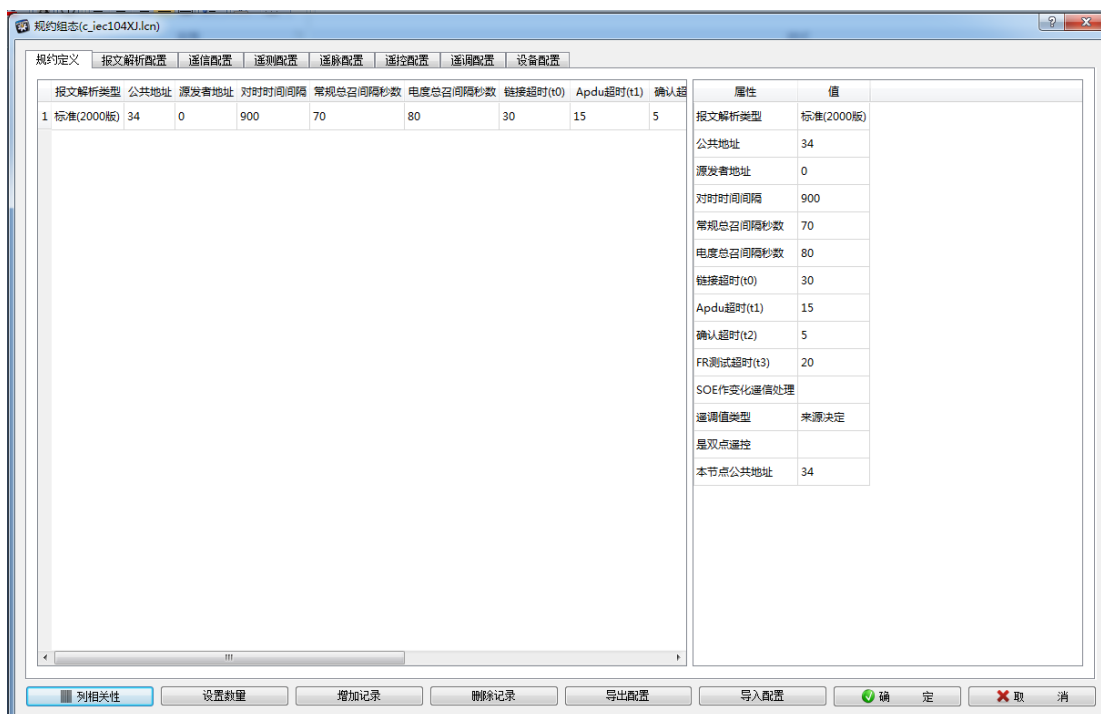 规约组态(c_iec104XJ.lcn)
规约定义 报文解析配置 遥信配置 遥测配置 遥脉配置 遥控配置 遥调配置 设备配置
报文解析类型 公共地址 源发者地址 对时时间间隔 常规总召间隔秒数 电度总召间隔秒数 链接超时(t0) Apdu超时(t1) 确认超
1 标准(2000版) 34 0 900 70 80 30 15 5
属性 值
报文解析类型 标准(2000版)
公共地址 34
源发者地址 0
对时时间间隔 900
常规总召间隔秒数 70
电度总召间隔秒数 80
链接超时(t0) 30
Apdu超时(t1) 15
确认超时(t2) 5
FR测试超时(t3) 20
SOE作变化遥信处理
遥调值类型 来源决定
是双点遥控
本节点公共地址 34
列相关性 设置数量 增加记录 删除记录 导出配置 导入配置 确 定 取 消